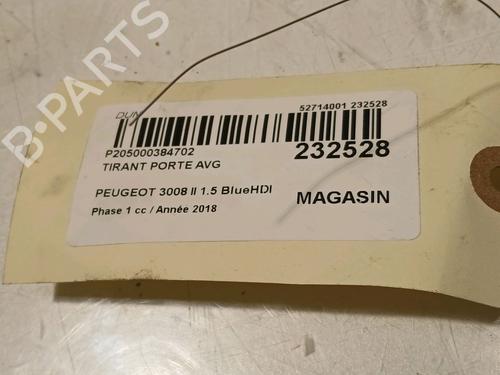 B-PARTS
DUN
52714001 232528
P205000384702
232528
TIRANT PORTE AVG
PEUGEOT 3008 II 1.5 BlueHDI
MAGASIN
Phase 1 cc / Année 2018